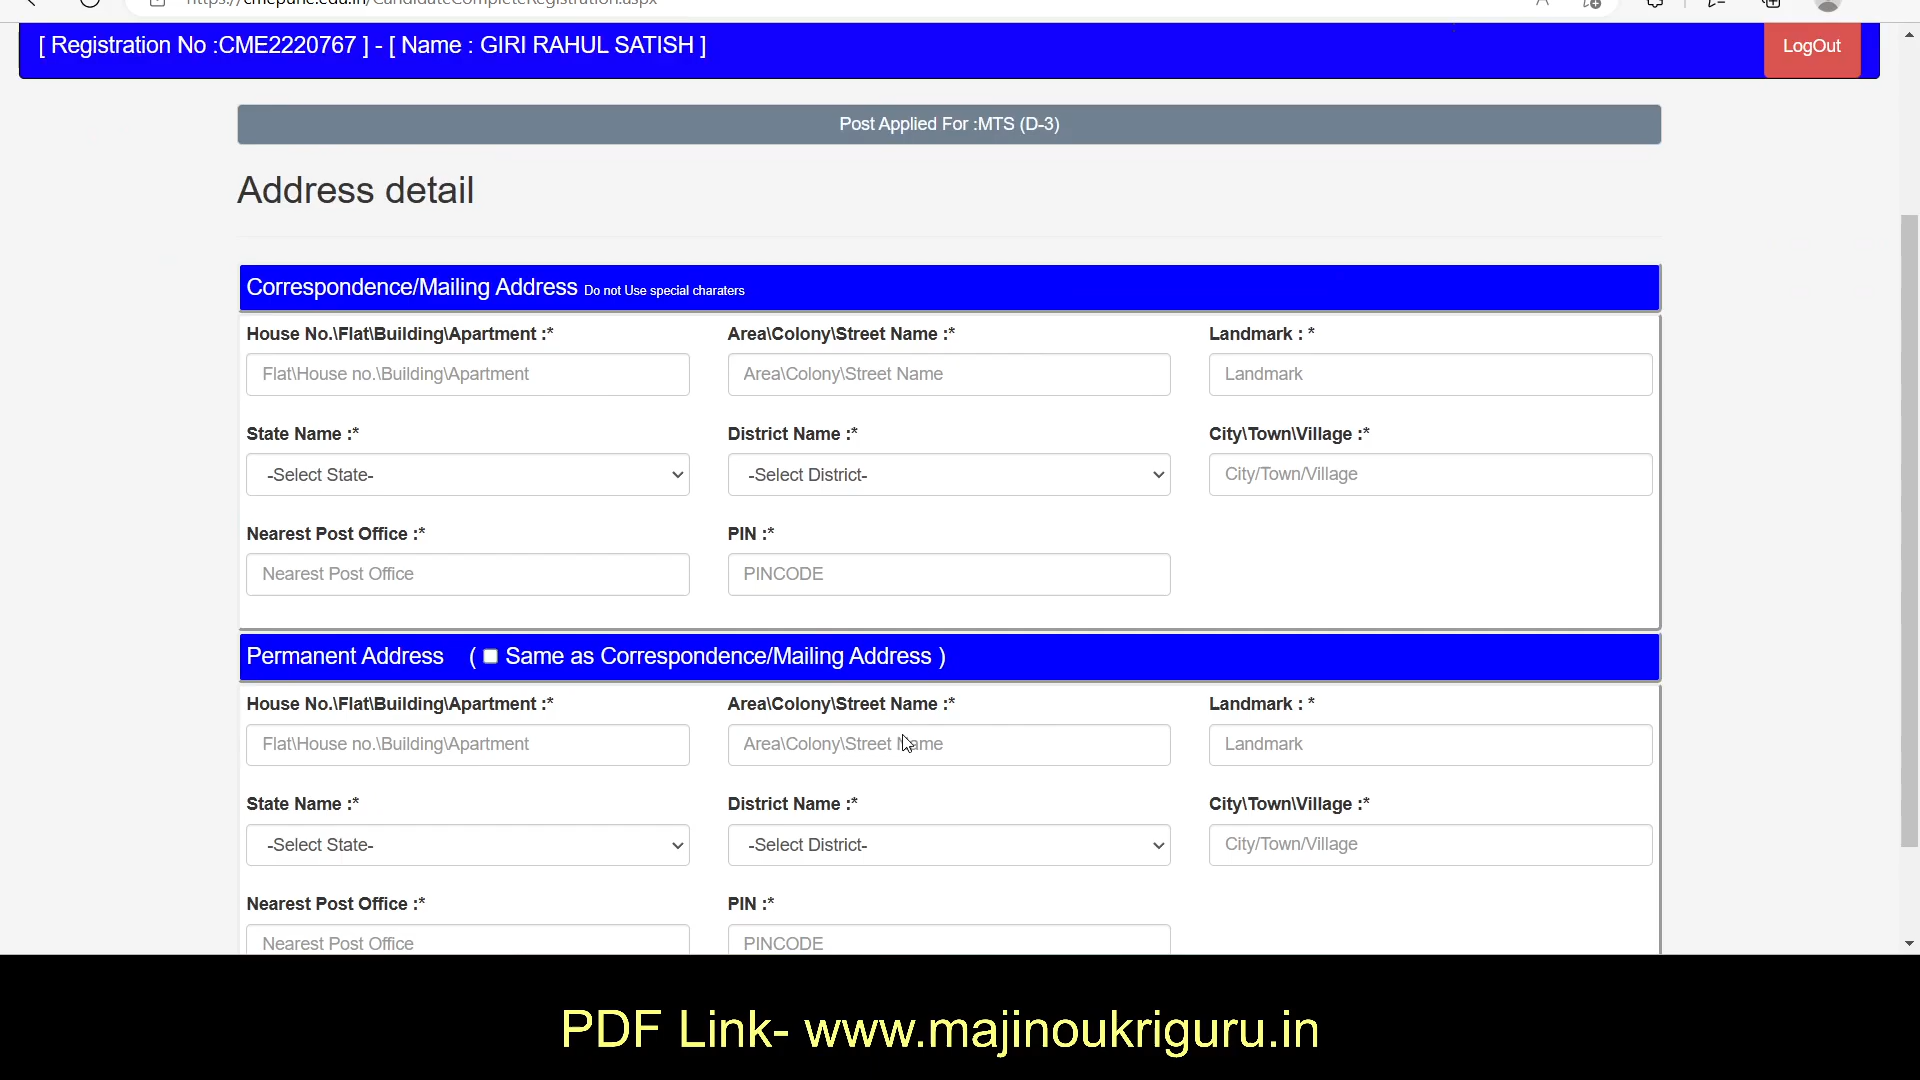 [ Registration No :CME2220767 ] - [ Name : GIRI RAHUL SATISH ]
LogOut
Post Applied For :MTS (D-3)
Address detail
Correspondence/Mailing Address Do not Use special charaters
House No.\Flat\Building\Apartment :* Area\Colony\Street Name :* Landmark : *
Flat\House no.\Building\Apartment Area\Colony\Street Name Landmark
State Name :* District Name :* City\Town\Village :*
-Select State- -Select District- City/Town/Village
Nearest Post Office :* PIN :*
Nearest Post Office PINCODE
Permanent Address ( Same as Correspondence/Mailing Address )
House No.\Flat\Building\Apartment :* Area\Colony\Street Name :* Landmark : *
Flat\House no.\Building\Apartment Area\Colony\Street Name Landmark
State Name :* District Name :* City\Town\Village :*
-Select State- -Select District- City/Town/Village
Nearest Post Office :* PIN :*
Nearest Post Office PINCODE
PDF Link- www.majinoukriguru.in